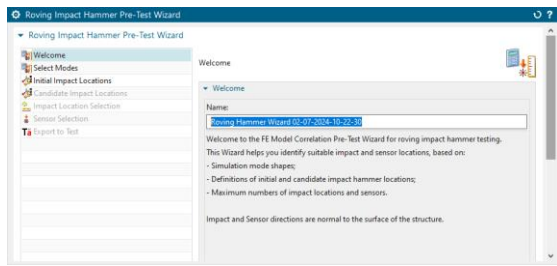 Roving Impact Hammer Pre-Test Wizard
Roving Impact Hammer Pre-Test Wizard
Welcome
Select Modes
Initial Impact Locations
Candidate Impact Locations
Impact Location Selection
Sensor Selection
Export to Test
Welcome
Welcome
Name:
Roving Hammer Wizard 02-07-2024-10-22-30
Welcome to the FE Model Correlation Pre-Test Wizard for roving impact hammer testing.
This Wizard helps you identify suitable impact and sensor locations, based on:
- Simulation mode shapes;
- Definitions of initial and candidate impact hammer locations;
- Maximum numbers of impact locations and sensors.
Impact and Sensor directions are normal to the surface of the structure.